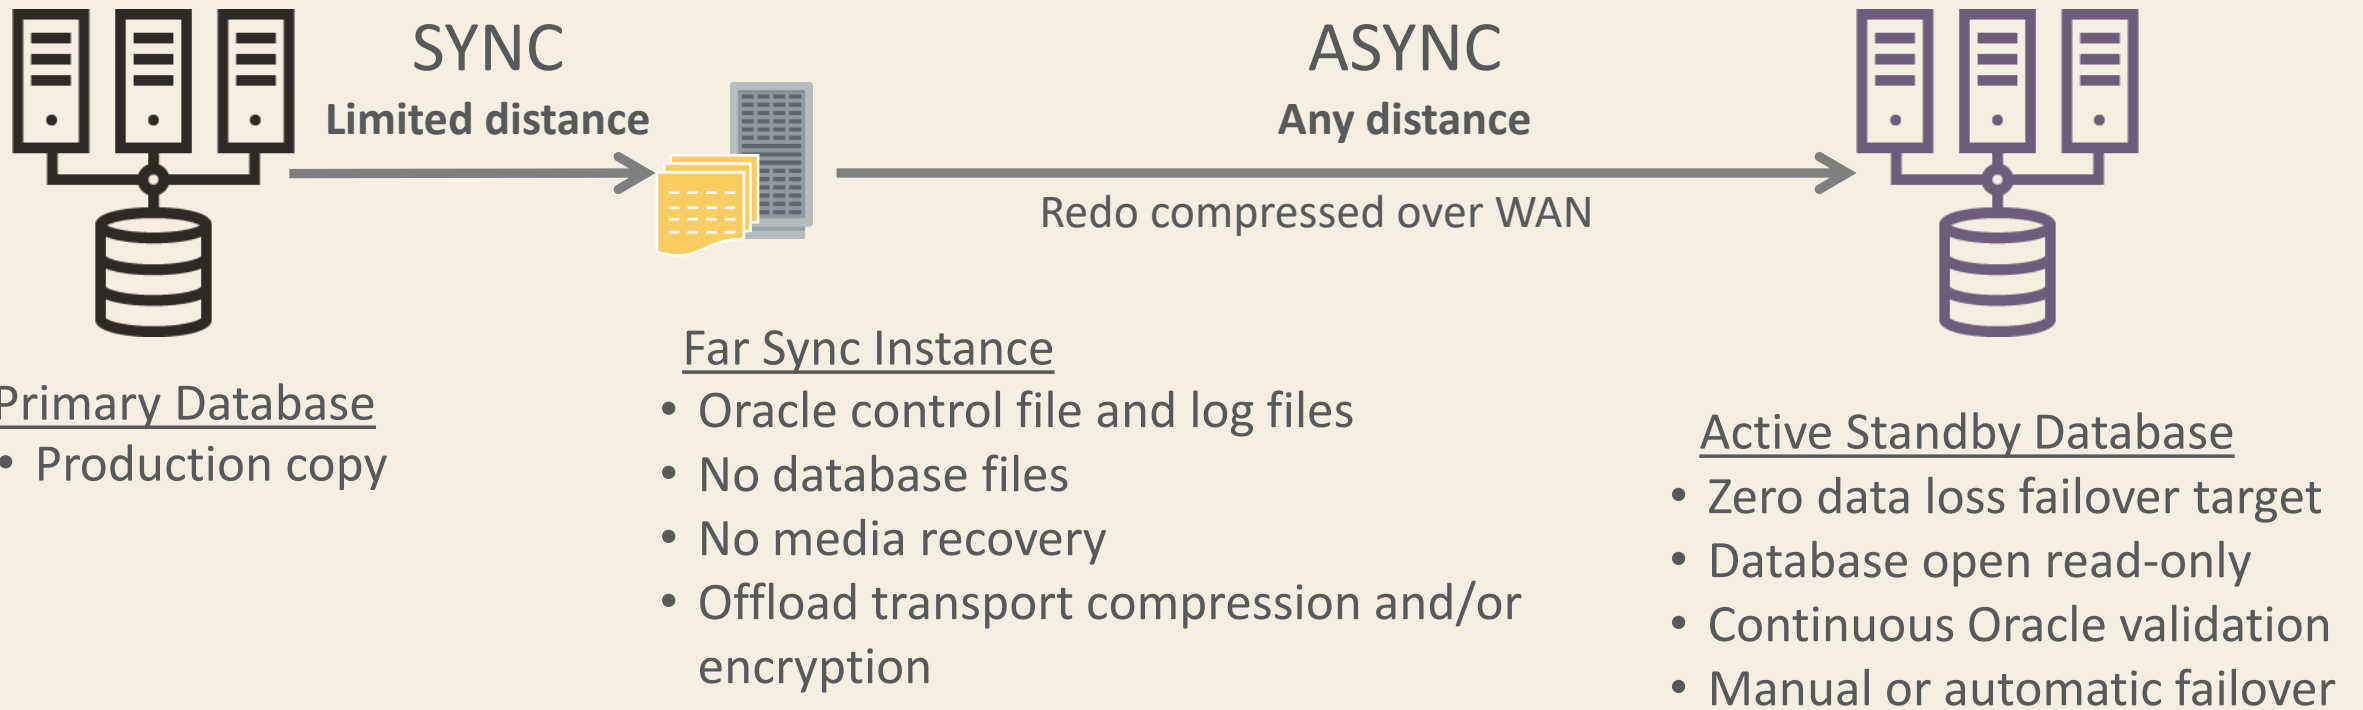 SYNC
Limited distance
ASYNC
Any distance
Redo compressed over WAN
Primary Database
• Production copy
Far Sync Instance
• Oracle control file and log files
• No database files
• No media recovery
• Offload transport compression and/or
encryption
Active Standby Database
• Zero data loss failover target
• Database open read-only
• Continuous Oracle validation
• Manual or automatic failover